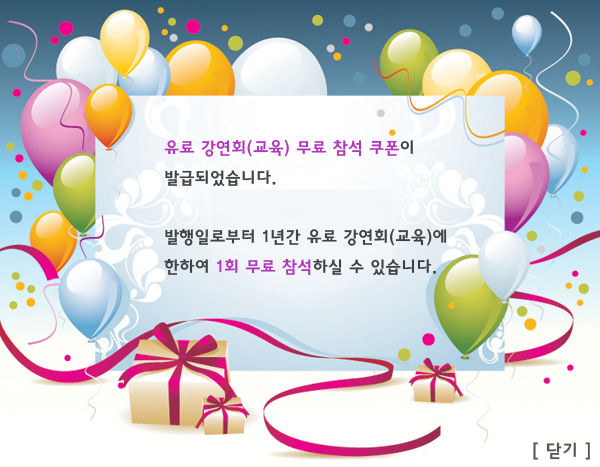 유료 강연회(교육) 무료 참석 쿠폰이
발급되었습니다.
발행일로부터 1년간 유료 강연회(교육)에
한하여 1회 무료 참석하실 수 있습니다.
[ 닫기 ]